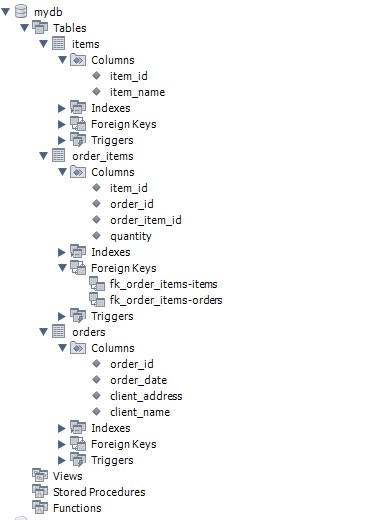 mydb
Tables
items
Columns
item_id
item_name
Indexes
Foreign Keys
Triggers
order_items
Columns
item_id
order_id
order_item_id
quantity
Indexes
Foreign Keys
fk_order_items-items
fk_order_items-orders
Triggers
orders
Columns
order_id
order_date
client_address
client_name
Indexes
Foreign Keys
Triggers
Views
Stored Procedures
Functions